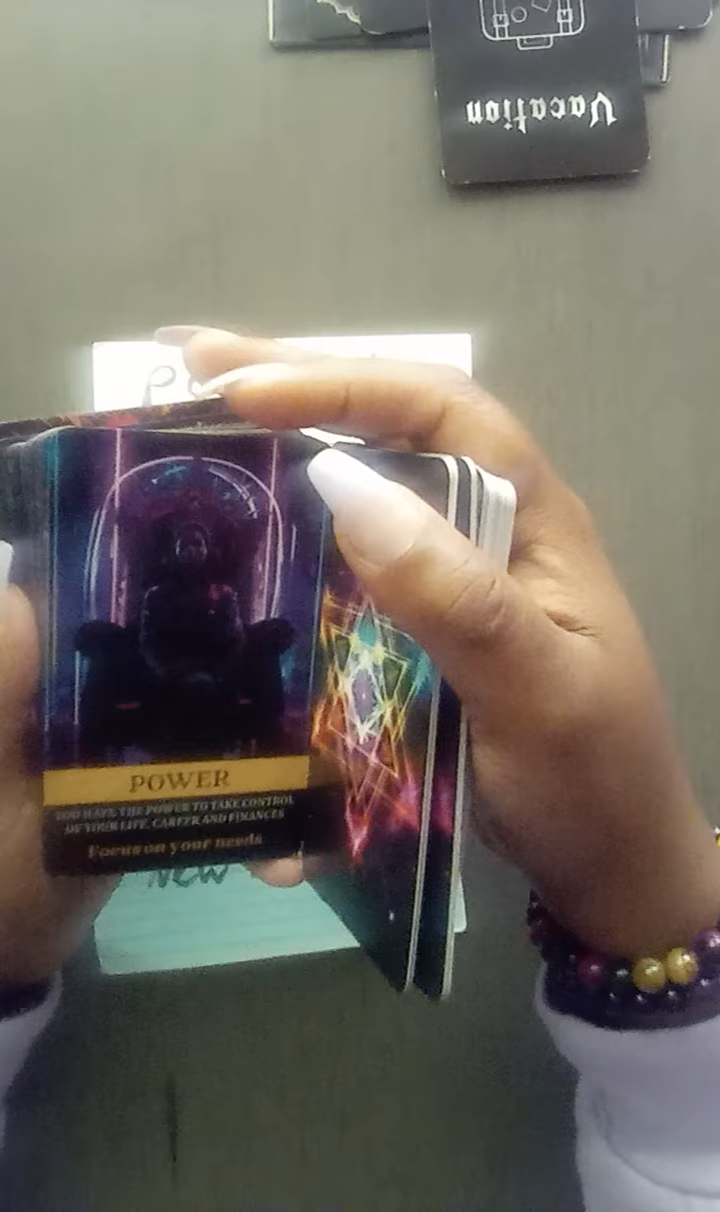 Vacation
POWER
YOU HAVE THE POWER TO TAKE CONTROL
OF YOUR LIFE, CAREER AND FINANCES
Focus on your needs
New